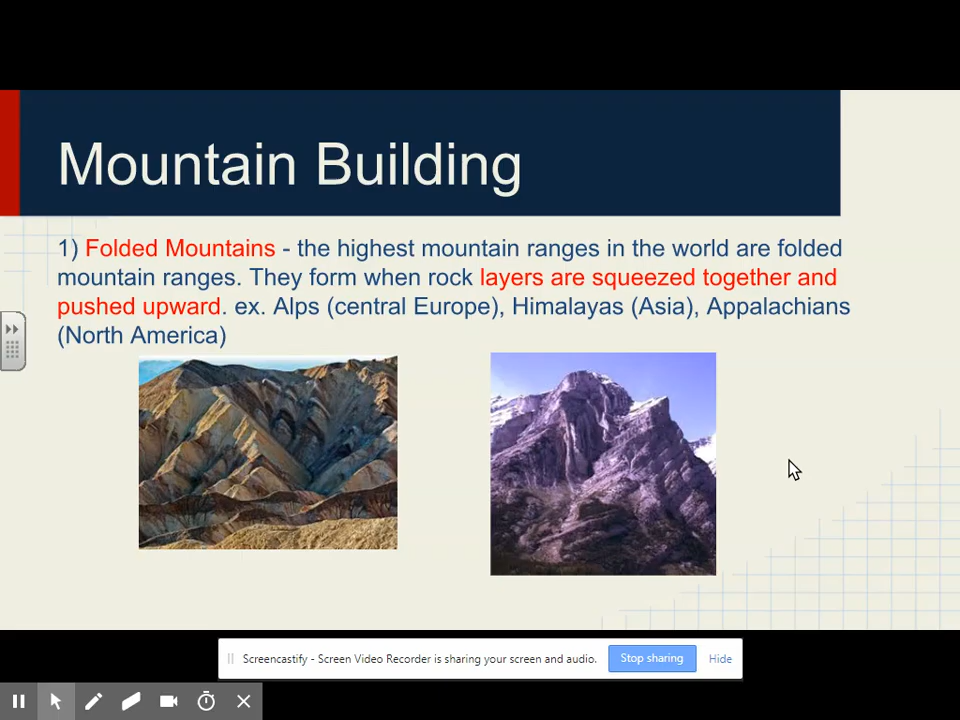 Mountain Building
1) Folded Mountains - the highest mountain ranges in the world are folded
mountain ranges. They form when rock layers are squeezed together and
pushed upward. ex. Alps (central Europe), Himalayas (Asia), Appalachians
(North America)
Screencastify - Screen Video Recorder is sharing your screen and audio.
Stop sharing
Hide